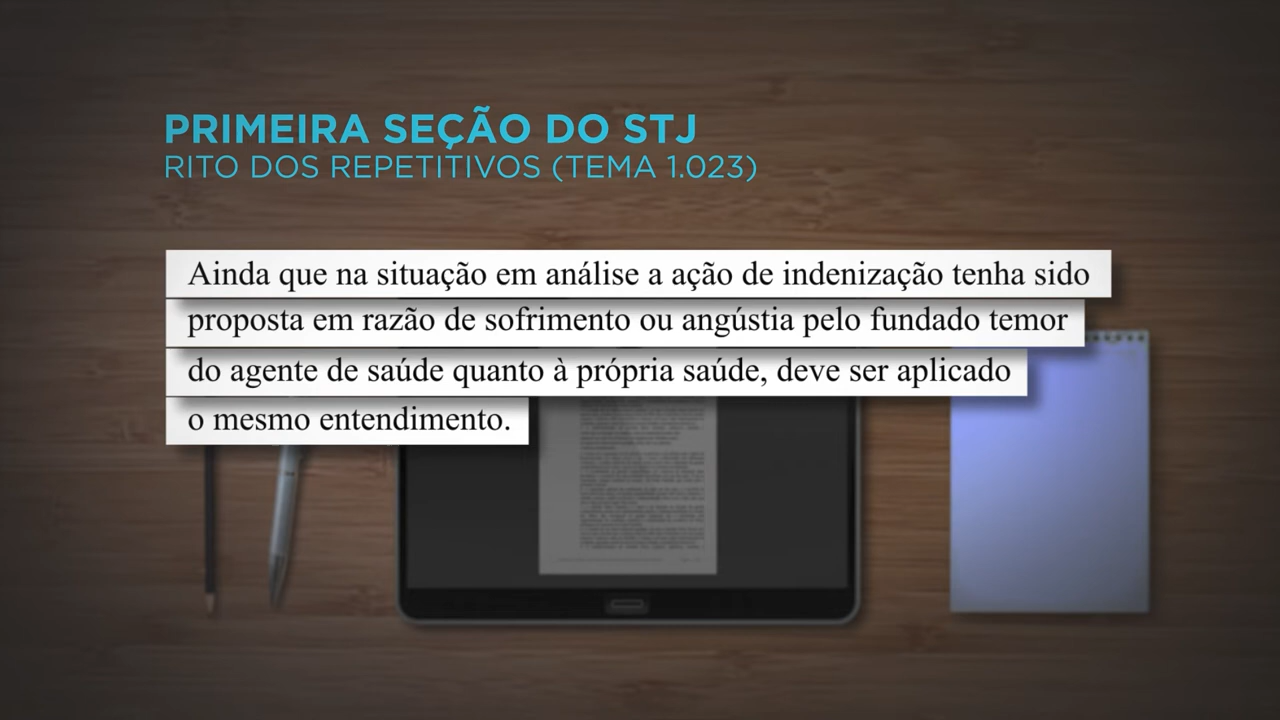 PRIMEIRA SEÇÃO DO STJ
RITO DOS REPETITIVOS (TEMA 1.023)
Ainda que na situação em análise a ação de indenização tenha sido
proposta em razão de sofrimento ou angústia pelo fundado temor
do agente de saúde quanto à própria saúde, deve ser aplicado
o mesmo entendimento.